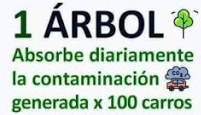 1 ÁRBOL
Absorbe diariamente
la contaminación
generada x 100 carros